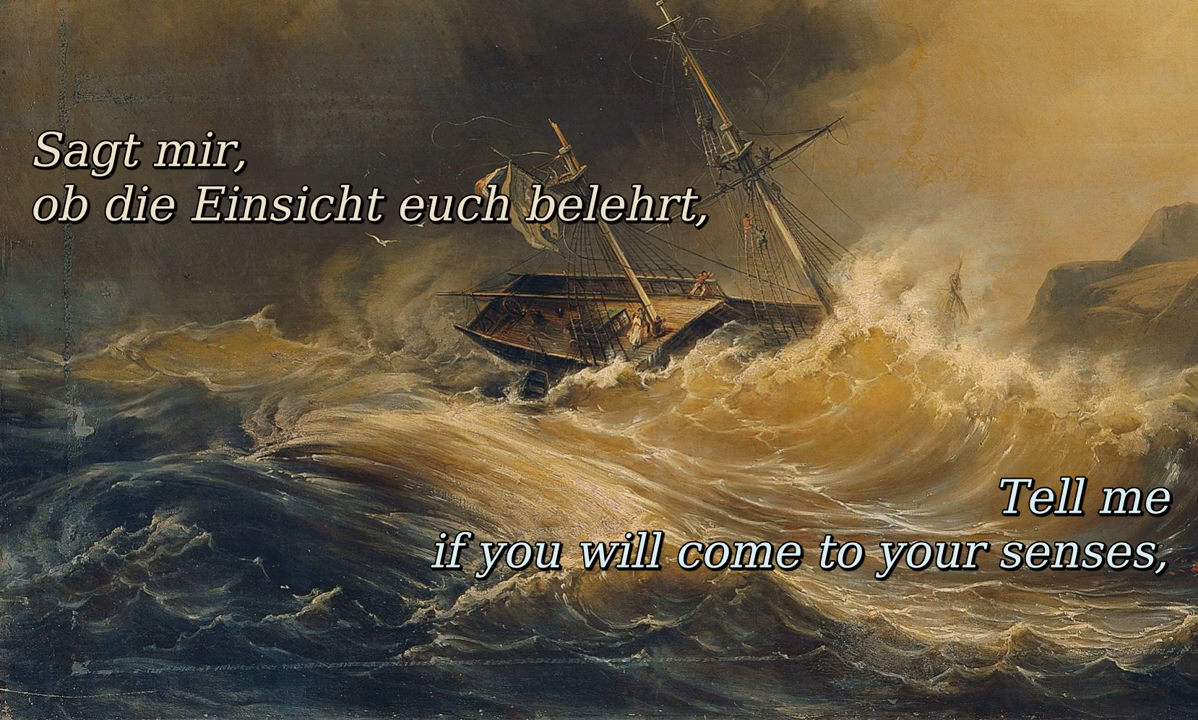 Sagt mir,
ob die Einsicht euch belehrt,
Tell me
if you will come to your senses,